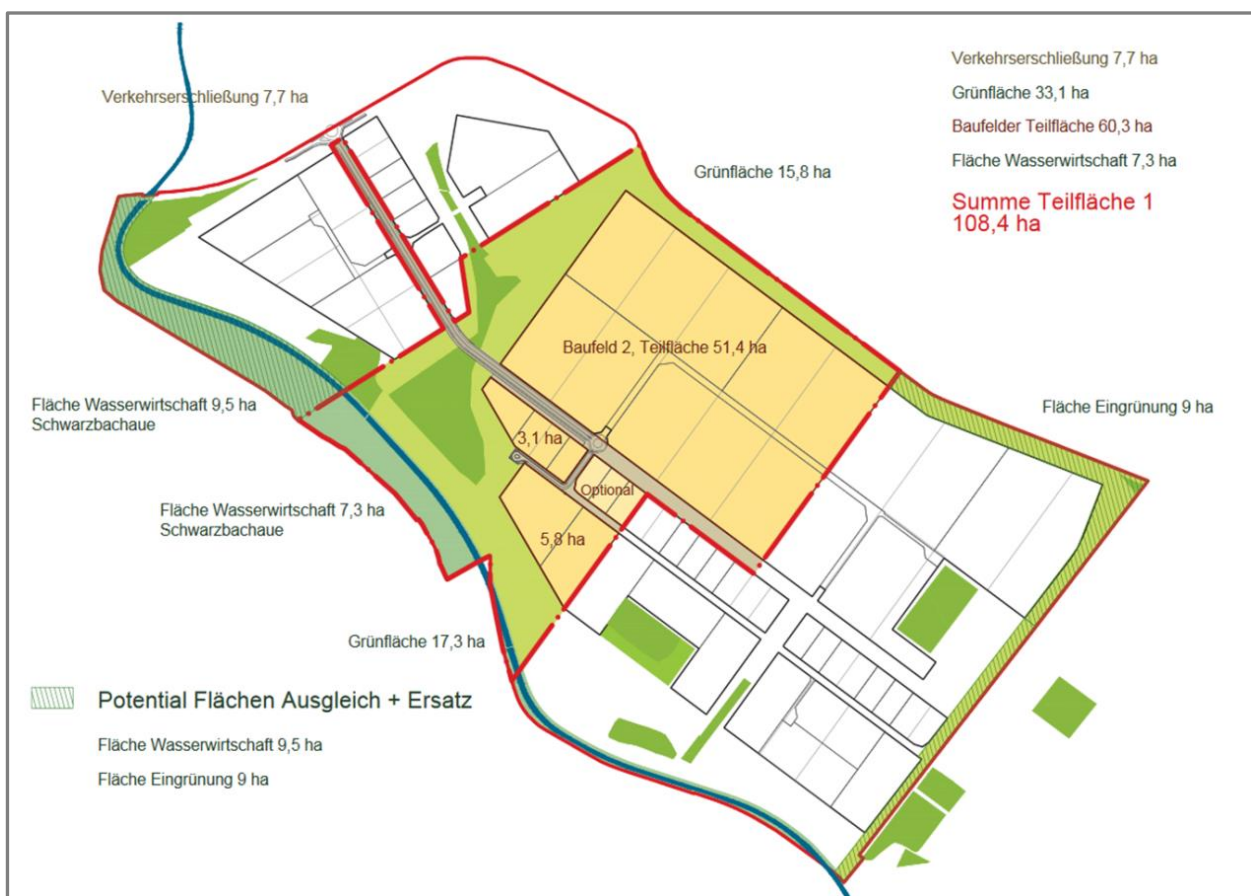 Verkehrserschließung 7,7 ha
Verkehrserschließung 7,7 ha
Grünfläche 33,1 ha
Baufelder Teilfläche 60,3 ha
Fläche Wasserwirtschaft 7,3 ha
Summe Teilfläche 1
108,4 ha
Grünfläche 15,8 ha
Baufeld 2, Teilfläche 51,4 ha
Fläche Wasserwirtschaft 9,5 ha
Schwarzbachaue
Fläche Eingrünung 9 ha
3,1 ha
Optional
Fläche Wasserwirtschaft 7,3 ha
Schwarzbachaue
5,8 ha
Grünfläche 17,3 ha
Potential Flächen Ausgleich + Ersatz
Fläche Wasserwirtschaft 9,5 ha
Fläche Eingrünung 9 ha